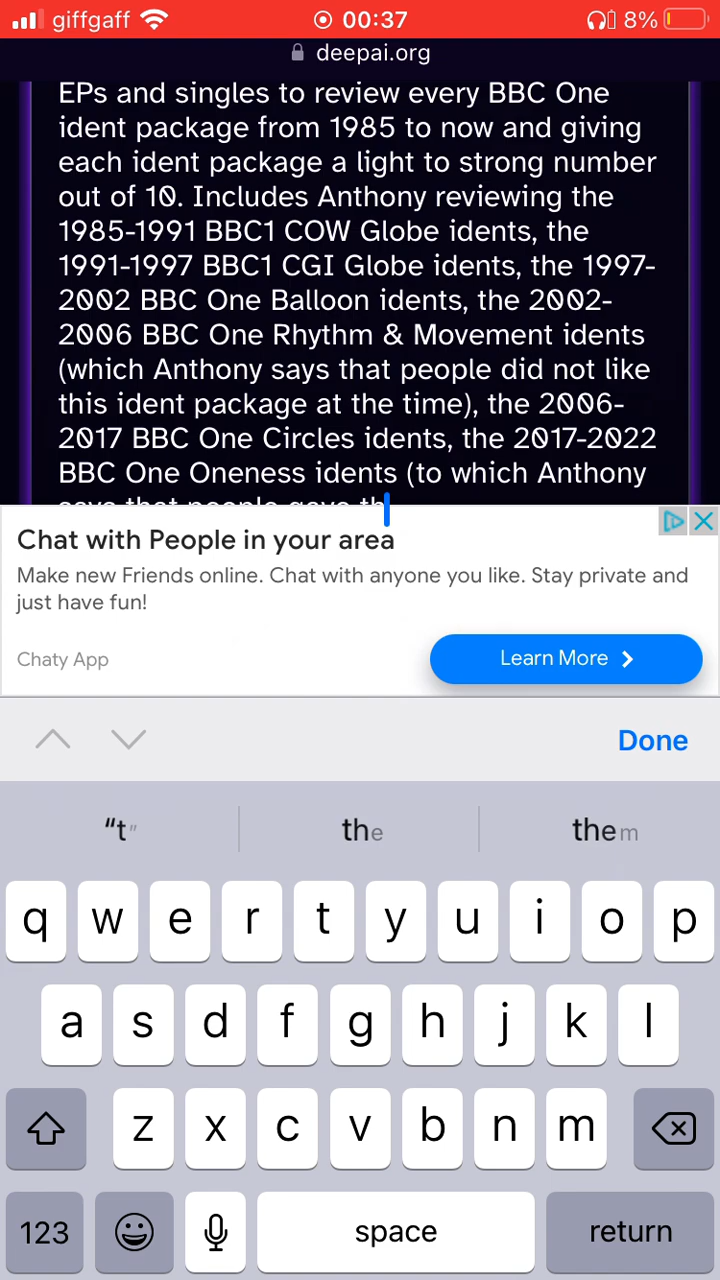 giffgaff 00:37 8%
deepai.org
EPs and singles to review every BBC One
ident package from 1985 to now and giving
each ident package a light to strong number
out of 10. Includes Anthony reviewing the
1985-1991 BBC1 COW Globe idents, the
1991-1997 BBC1 CGI Globe idents, the 1997-
2002 BBC One Balloon idents, the 2002-
2006 BBC One Rhythm & Movement idents
(which Anthony says that people did not like
this ident package at the time), the 2006-
2017 BBC One Circles idents, the 2017-2022
BBC One Oneness idents (to which Anthony
says that people gave th
Chat with People in your area
Make new Friends online. Chat with anyone you like. Stay private and
just have fun!
Chaty App Learn More
Done
“t” the them
q w e r t y u i o p
a s d f g h j k l
z x c v b n m
123 space return